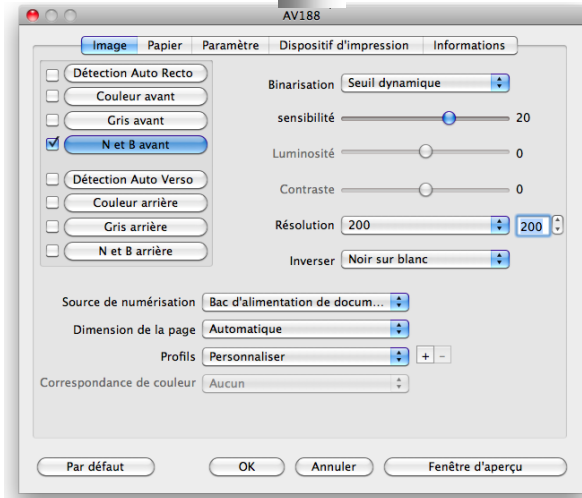 AV188
Image Papier Paramètre Dispositif d'impression Informations
Détection Auto Recto
Couleur avant
Gris avant
N et B avant
Détection Auto Verso
Couleur arrière
Gris arrière
N et B arrière
Binarisation Seuil dynamique
sensibilité 20
Luminosité 0
Contraste 0
Résolution 200 200
Inverser Noir sur blanc
Source de numérisation Bac d'alimentation de docum...
Dimension de la page Automatique
Profils Personnaliser + -
Correspondance de couleur Aucun
Par défaut OK Annuler Fenêtre d'aperçu